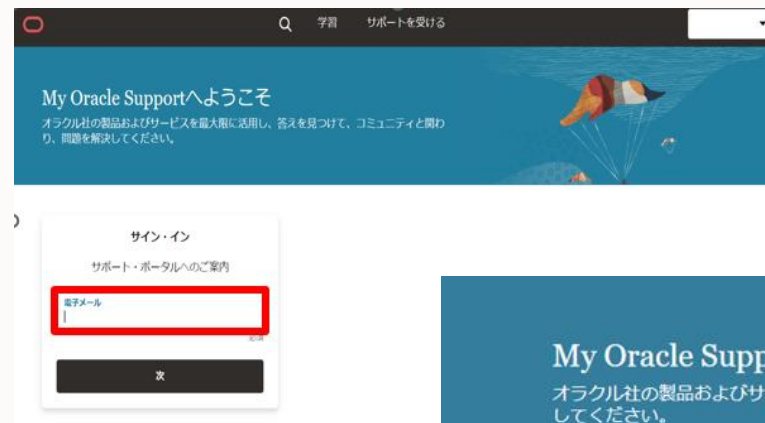 学習 サポートを受ける
My Oracle Supportへようこそ
オラクル社の製品およびサービスを最大限に活用し、答えを見つけて、コミュニティと関わ
り、問題を解決してください。
サイン・イン
サポート・ポータルへのご案内
電子メール
必須
次
My Oracle Supp
オラクル社の製品およびサ
してください。